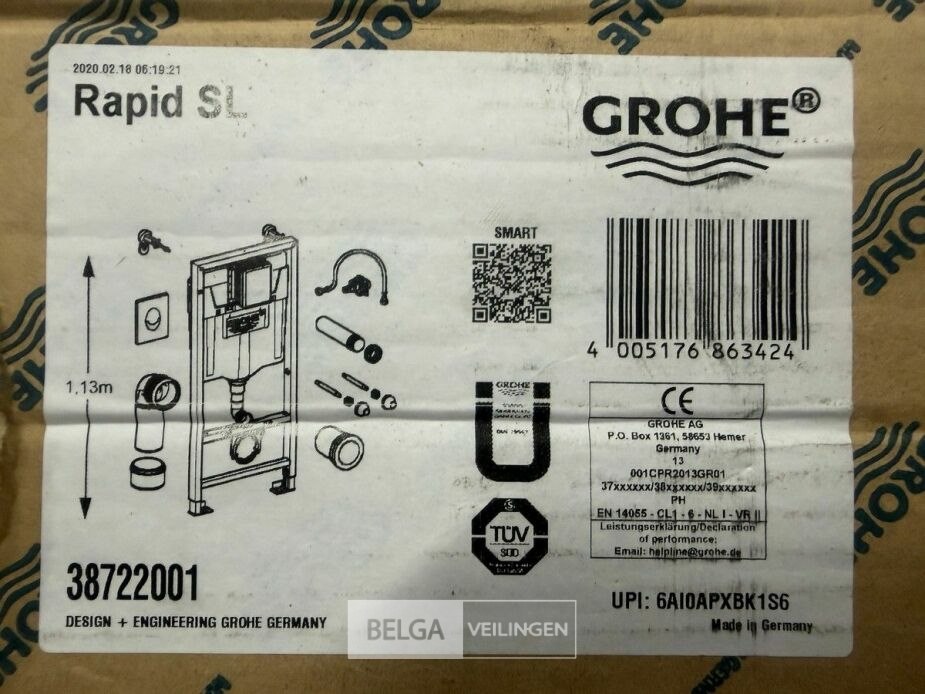 2020.02.18 06:19:21
Rapid SL
GROHE®
SMART
4 005176 863424
1,13m
GROHE
CE
GROHE AG
P.O. Box 1361, 58653 Hemer
Germany
13
001CPR2013GR01
37xxxxxx/38xxxxxx/39xxxxxx
PH
EN 14055 - CL1 - 6 - NL I - VR II
Leistungserklärung/Declaration
of performance:
Email: helpline@grohe.de
TÜV
SÜD
38722001
DESIGN + ENGINEERING GROHE GERMANY
UPI: 6AI0APXBK1S6
Made in Germany
BELGA VEILINGEN